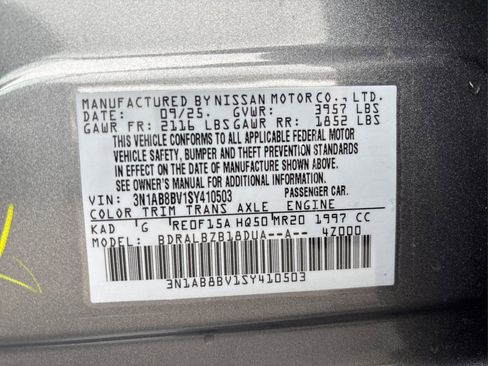 MANUFACTURED BY NISSAN MOTOR CO., LTD.
DATE: 09/25. GVWR: 3957 LBS
GAWR FR: 2116 LBS GAWR RR: 1852 LBS
THIS VEHICLE CONFORMS TO ALL APPLICABLE FEDERAL MOTOR
VEHICLE SAFETY, BUMPER AND THEFT PREVENTION STANDARDS
IN EFFECT ON THE DATE OF MANUFACTURE SHOWN ABOVE.
SEE OWNER'S MANUAL FOR ADDITIONAL INFORMATION.
VIN: 3N1AB8BV1SY410503 PASSENGER CAR.
COLOR TRIM TRANS AXLE ENGINE
KAD G RE0F15A HQ50 MR20 1997 CC
MODEL: BDRALBZB18DUA--A-- 4Z000
3N1AB8BV1SY410503